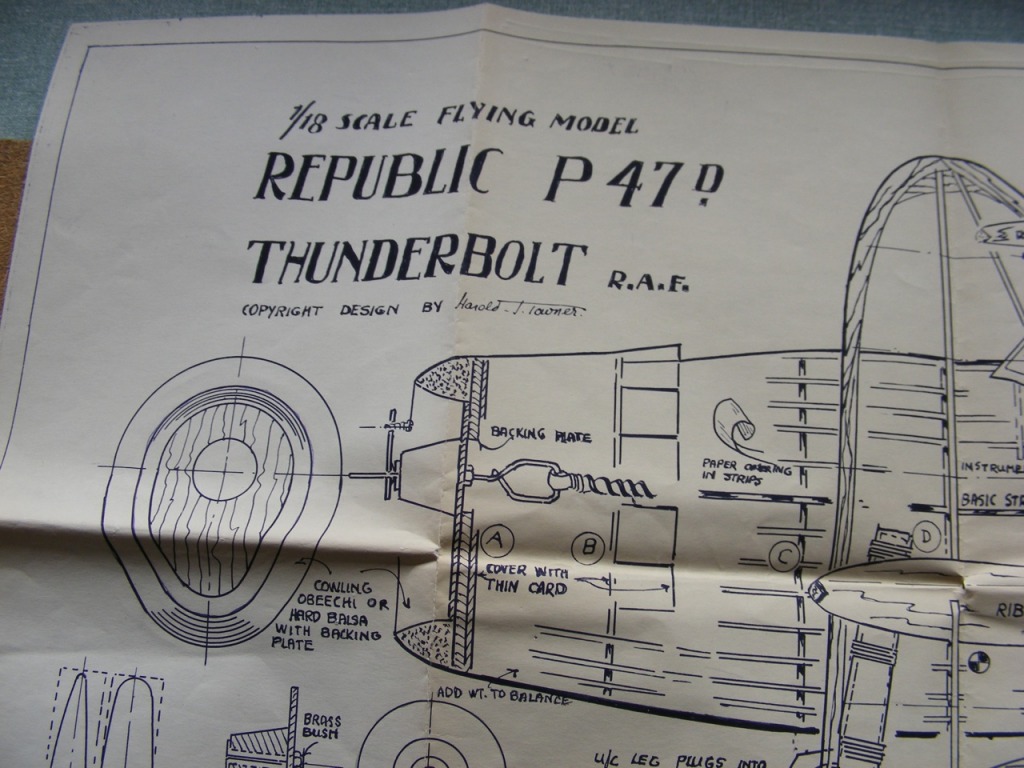 1/18 SCALE FLYING MODEL
REPUBLIC P47D
THUNDERBOLT R.A.F.
COPYRIGHT DESIGN BY Harold J. Towner.
BACKING PLATE
PAPER COVERING
IN STRIPS
BASIC
A
B
C
D
COVER WITH
THIN CARD
COWLING
OBEECHI OR
HARD BALSA
WITH BACKING
PLATE
RIB
ADD WT. TO BALANCE
BRASS
BUSH
U/C LEG PLUGS INTO